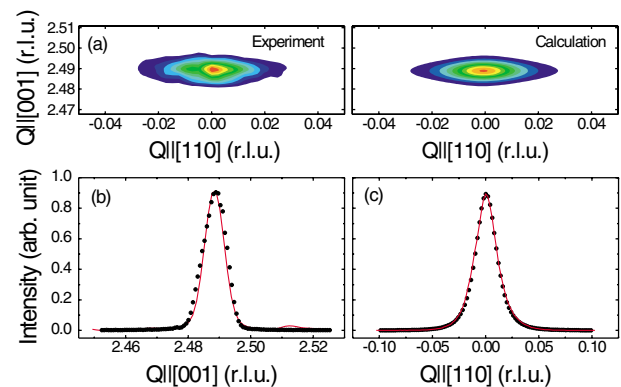 (a) Experiment Calculation
Q||[001] (r.l.u.)
2.51
2.50
2.49
2.48
2.47
-0.04 -0.02 0.00 0.02 0.04 -0.04 -0.02 0.00 0.02 0.04
Q||[110] (r.l.u.) Q||[110] (r.l.u.)
(b) (c)
Intensity (arb. unit)
1.0
0.8
0.6
0.4
0.2
0.0
2.46 2.48 2.50 2.52 -0.10 -0.05 0.00 0.05 0.10
Q||[001] (r.l.u.) Q||[110] (r.l.u.)